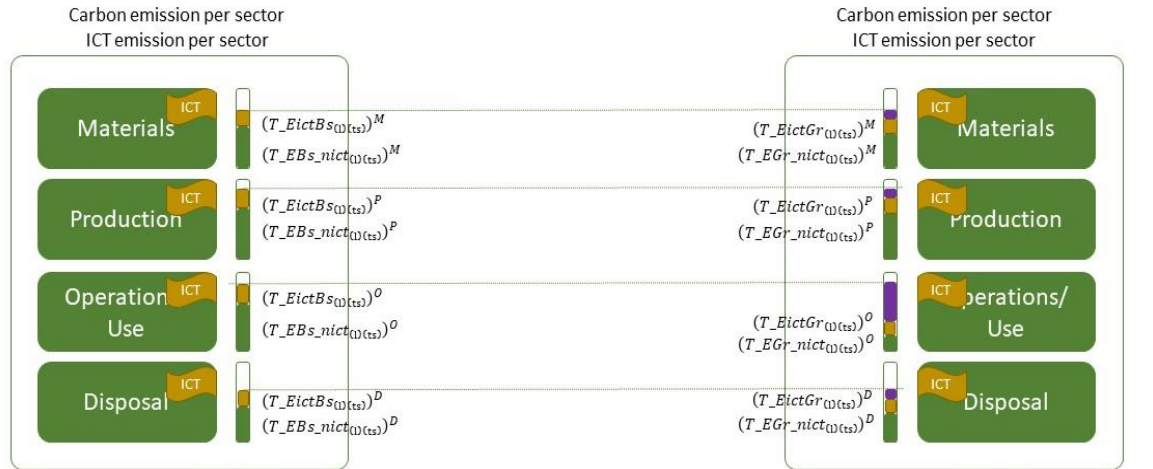 Carbon emission per sector
ICT emission per sector
ICT
Materials
(T_EictBs(l)(ts))^M
(T_EBs_nict(l)(ts))^M
ICT
Production
(T_EictBs(l)(ts))^P
(T_EBs_nict(l)(ts))^P
ICT
Operation
Use
(T_EictBs(l)(ts))^O
(T_EBs_nict(l)(ts))^O
ICT
Disposal
(T_EictBs(l)(ts))^D
(T_EBs_nict(l)(ts))^D
Carbon emission per sector
ICT emission per sector
(T_EictGr(l)(ts))^M
(T_EGr_nict(l)(ts))^M
ICT
Materials
(T_EictGr(l)(ts))^P
(T_EGr_nict(l)(ts))^P
ICT
Production
(T_EictGr(l)(ts))^O
(T_EGr_nict(l)(ts))^O
ICT
perations/
Use
(T_EictGr(l)(ts))^D
(T_EGr_nict(l)(ts))^D
ICT
Disposal